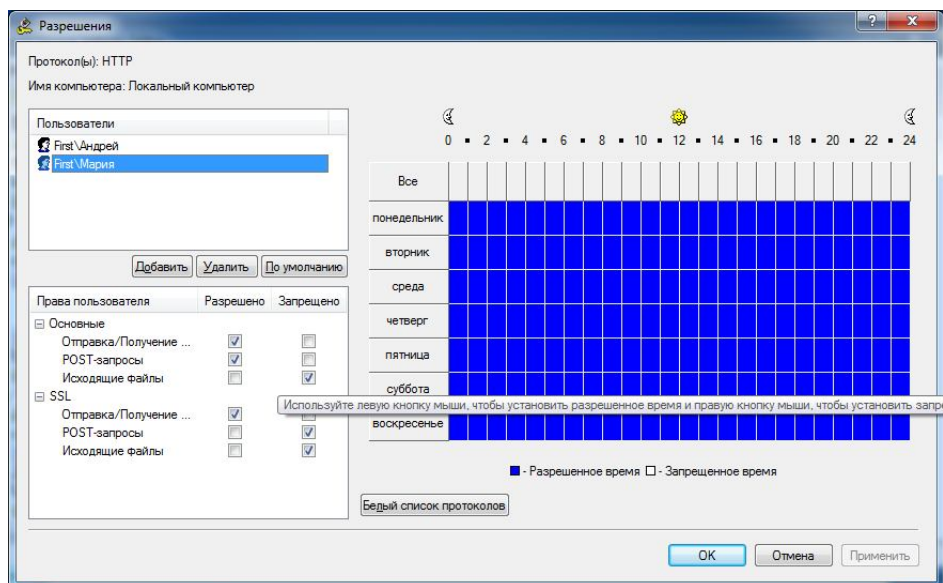 Разрешения
Протокол(ы): HTTP
Имя компьютера: Локальный компьютер
Пользователи
First\Андрей
First\Мария
Добавить Удалить По умолчанию
Права пользователя Разрешено Запрещено
Основные
Отправка/Получение ...
POST-запросы
Исходящие файлы
SSL
Отправка/Получение ...
POST-запросы
Исходящие файлы
0 2 4 6 8 10 12 14 16 18 20 22 24
Все
понедельник
вторник
среда
четверг
пятница
суббота
Используйте левую кнопку мыши, чтобы установить разрешенное время и правую кнопку мыши, чтобы установить запр
воскресенье
- Разрешенное время - Запрещенное время
Белый список протоколов
OK Отмена Применить